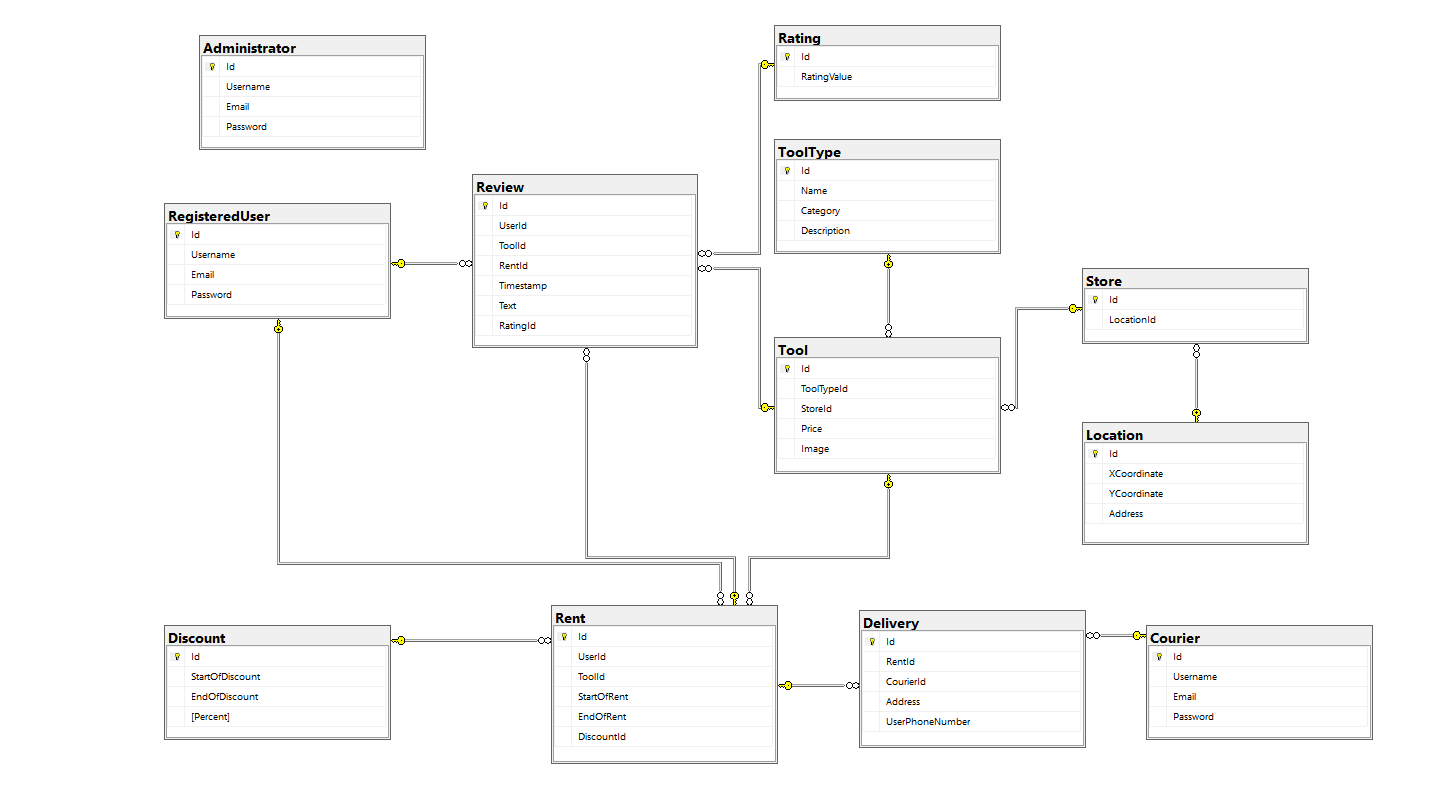 Administrator
Id
Username
Email
Password
Rating
Id
RatingValue
ToolType
Id
Name
Category
Description
Review
Id
UserId
ToolId
RentId
Timestamp
Text
RatingId
RegisteredUser
Id
Username
Email
Password
Store
Id
LocationId
Tool
Id
ToolTypeId
StoreId
Price
Image
Location
Id
XCoordinate
YCoordinate
Address
Discount
Id
StartOfDiscount
EndOfDiscount
[Percent]
Rent
Id
UserId
ToolId
StartOfRent
EndOfRent
DiscountId
Delivery
Id
RentId
CourierId
Address
UserPhoneNumber
Courier
Id
Username
Email
Password